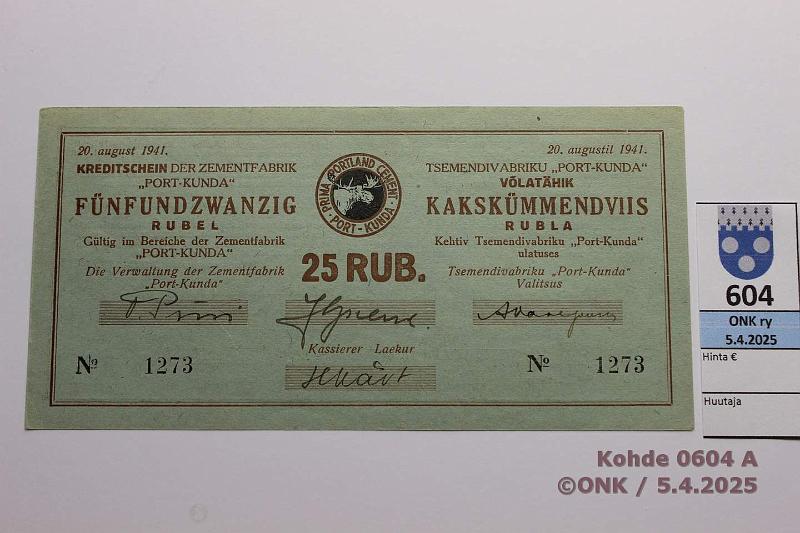 20. august 1941.
KREDITSCHEIN DER ZEMENTFABRIK
„PORT-KUNDA“
FÜNFUNDZWANZIG
RUBEL
Gültig im Bereiche der Zementfabrik
„PORT-KUNDA“
Die Verwaltung der Zementfabrik
„Port-Kunda“
№ 1273
PRIMA PORTLAND CEMENT
PORT-KUNDA
25 RUB.
Kassierer Laekur
20. augustil 1941.
TSEMENDIVABRIKU „PORT-KUNDA“
VÕLATÄHIK
KAKSKÜMMENDVIIS
RUBLA
Kehtiv Tsemendivabriku „Port-Kunda“
ulatuses
Tsemendivabriku „Port-Kunda“
Valitsus
№ 1273
604
ONK ry
5.4.2025
Hinta €
Huutaja
Kohde 0604 A
©ONK / 5.4.2025